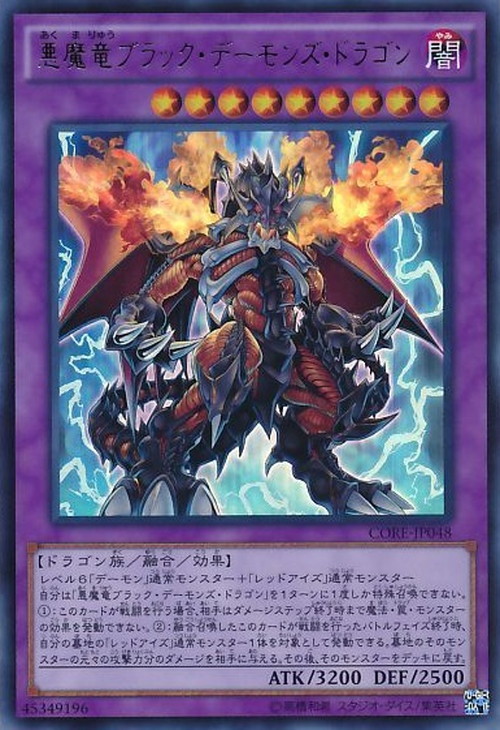 あくまりゅう
悪魔竜ブラック・デーモンズ・ドラゴン
やみ
闇
CORE-JP048
【ドラゴン族/融合/効果】
レベル6「デーモン」通常モンスター+「レッドアイズ」通常モンスター
自分は「悪魔竜ブラック・デーモンズ・ドラゴン」を1ターンに1度しか特殊召喚できない。
①:このカードが戦闘を行う場合、相手はダメージステップ終了時まで魔法・罠・モンスター
の効果を発動できない。②:融合召喚したこのカードが戦闘を行ったバトルフェイズ終了時、
自分の墓地の「レッドアイズ」通常モンスター1体を対象として発動できる。墓地のそのモン
スターの元々の攻撃力分のダメージを相手に与える。その後、そのモンスターをデッキに戻す。
ATK/3200 DEF/2500
45349196
©高橋和希 スタジオ・ダイス/集英社